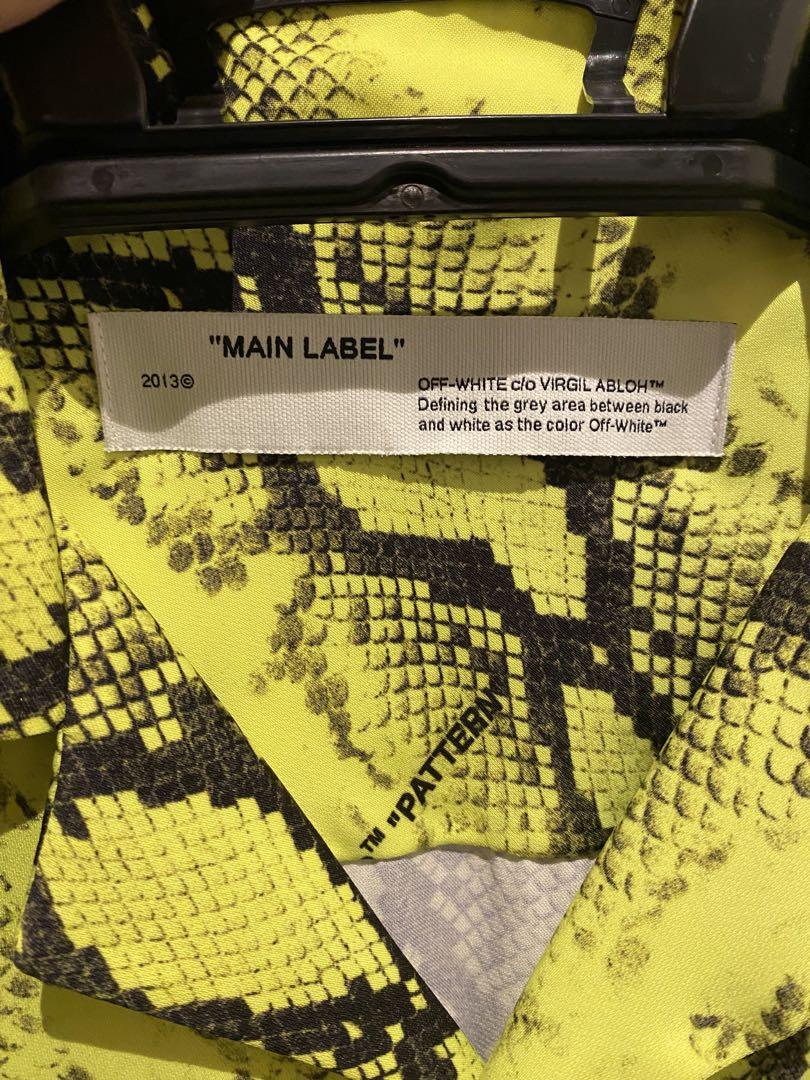 "MAIN LABEL"
2013©
OFF-WHITE c/o VIRGIL ABLOH™
Defining the grey area between black
and white as the color Off-White™
™ "PATTERN"